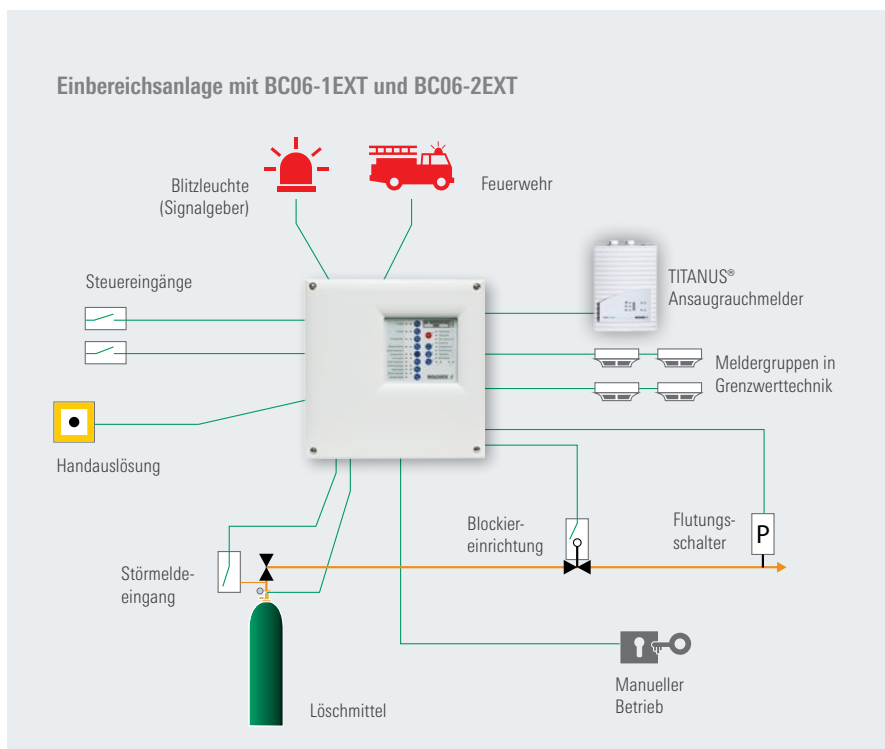 Einbereichsanlage mit BC06-1EXT und BC06-2EXT
Blitzleuchte
(Signalgeber)
Feuerwehr
Steuereingänge
TITANUS®
Ansaugrauchmelder
Meldergruppen in
Grenzwerttechnik
WAGNER
Handauslösung
Blockier-
einrichtung
Flutungs-
schalter
P
Störmelde-
eingang
Manueller
Betrieb
Löschmittel